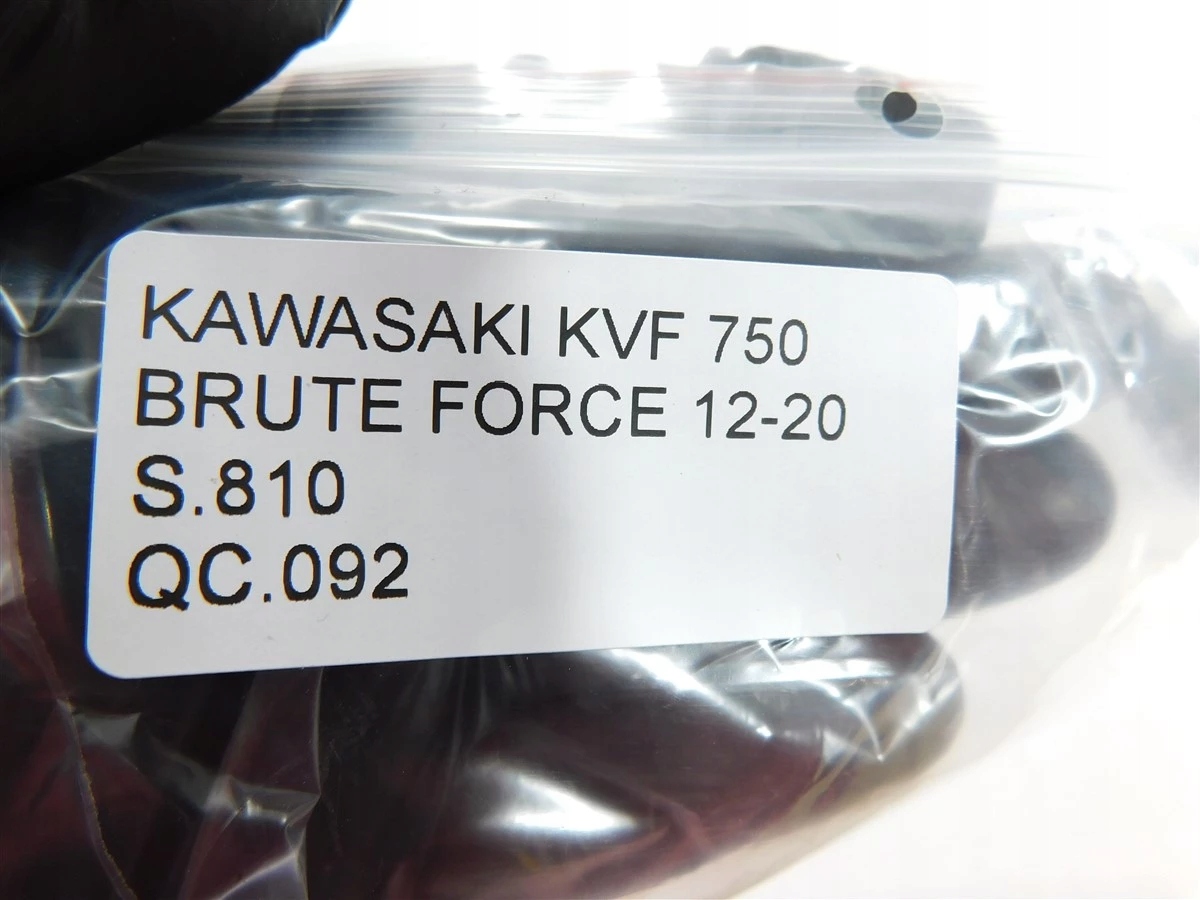 KAWASAKI KVF 750
BRUTE FORCE 12-20
S.810
QC.092